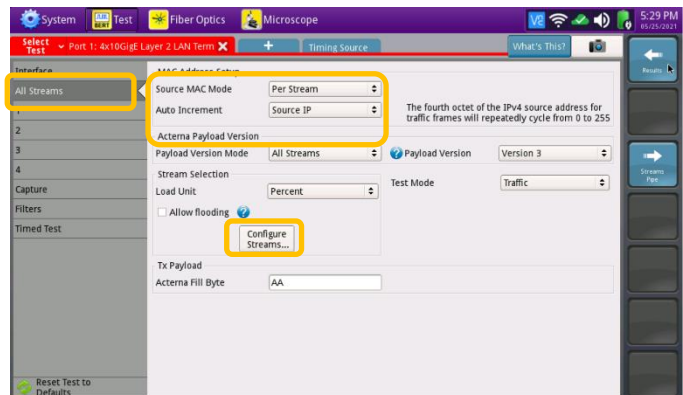 System Test Fiber Optics Microscope V2 5:29 PM
BERT 05/25/2021
Select Test Port 1: 4x10GigE Layer 2 LAN Term X + Timing Source What's This?
Results
Interface MAC Address Setup
All Streams Source MAC Mode Per Stream
Auto Increment Source IP The fourth octet of the IPv4 source address for
traffic frames will repeatedly cycle from 0 to 255
2 Acterna Payload Version
3 Payload Version Mode All Streams Payload Version Version 3
4 Stream Selection Streams
Pipe
Capture Load Unit Percent Test Mode Traffic
Filters Allow flooding
Timed Test Configure
Streams...
Tx Payload
Acterna Fill Byte AA
Reset Test to
Defaults